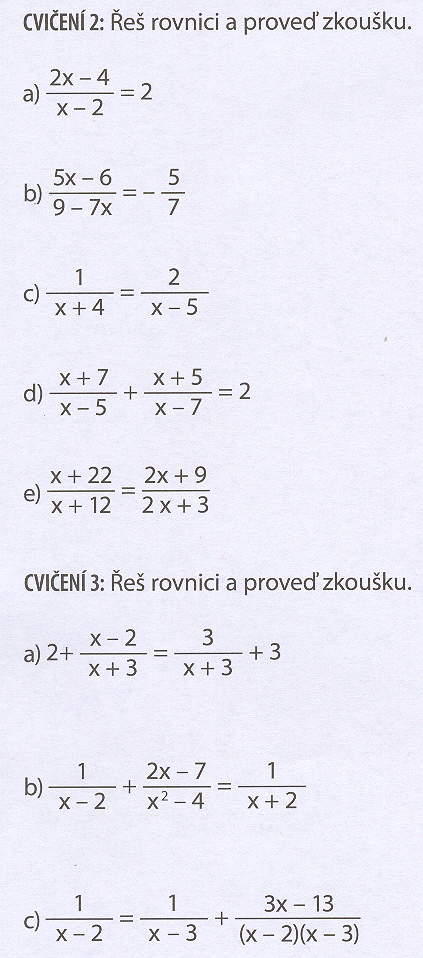 CVIČENÍ 2: Řeš rovnici a proveď zkoušku.
a) \frac{2x – 4}{x – 2} = 2
b) \frac{5x – 6}{9 – 7x} = – \frac{5}{7}
c) \frac{1}{x + 4} = \frac{2}{x – 5}
d) \frac{x + 7}{x – 5} + \frac{x + 5}{x – 7} = 2
e) \frac{x + 22}{x + 12} = \frac{2x + 9}{2 x + 3}
CVIČENÍ 3: Řeš rovnici a proveď zkoušku.
a) 2+ \frac{x – 2}{x + 3} = \frac{3}{x + 3} + 3
b) \frac{1}{x – 2} + \frac{2x – 7}{x² – 4} = \frac{1}{x + 2}
c) \frac{1}{x – 2} = \frac{1}{x – 3} + \frac{3x – 13}{(x – 2)(x – 3)}